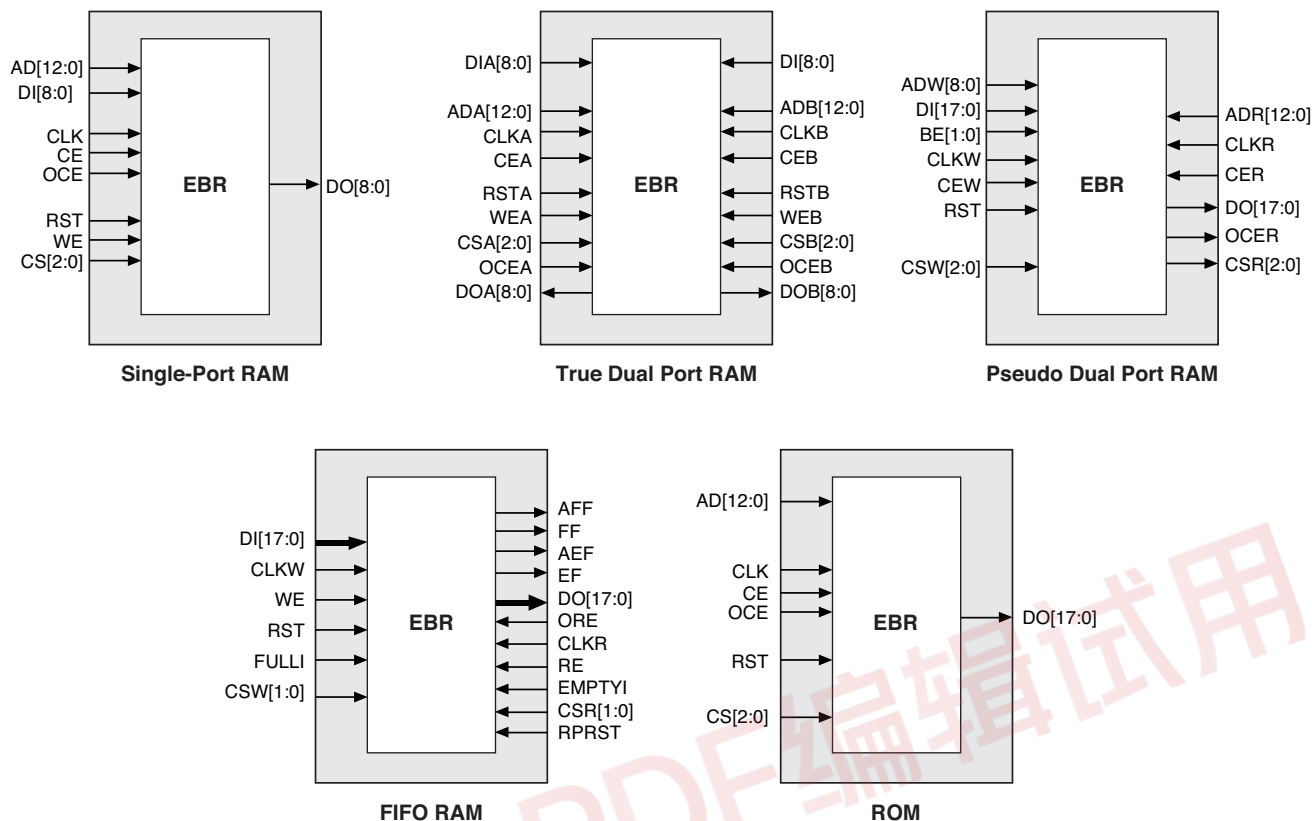 AD[12:0]
DI[8:0]
CLK
CE
OCE
RST
WE
CS[2:0]
EBR
DO[8:0]
Single-Port RAM
DIA[8:0]
ADA[12:0]
CLKA
CEA
RSTA
WEA
CSA[2:0]
OCEA
DOA[8:0]
EBR
DI[8:0]
ADB[12:0]
CLKB
CEB
RSTB
WEB
CSB[2:0]
OCEB
DOB[8:0]
True Dual Port RAM
ADW[8:0]
DI[17:0]
BE[1:0]
CLKW
CEW
RST
CSW[2:0]
EBR
ADR[12:0]
CLKR
CER
DO[17:0]
OCER
CSR[2:0]
Pseudo Dual Port RAM
DI[17:0]
CLKW
WE
RST
FULLI
CSW[1:0]
EBR
AFF
FF
AEF
EF
DO[17:0]
ORE
CLKR
RE
EMPTYI
CSR[1:0]
RPRST
FIFO RAM
AD[12:0]
CLK
CE
OCE
RST
CS[2:0]
EBR
DO[17:0]
ROM
PDF编辑试用